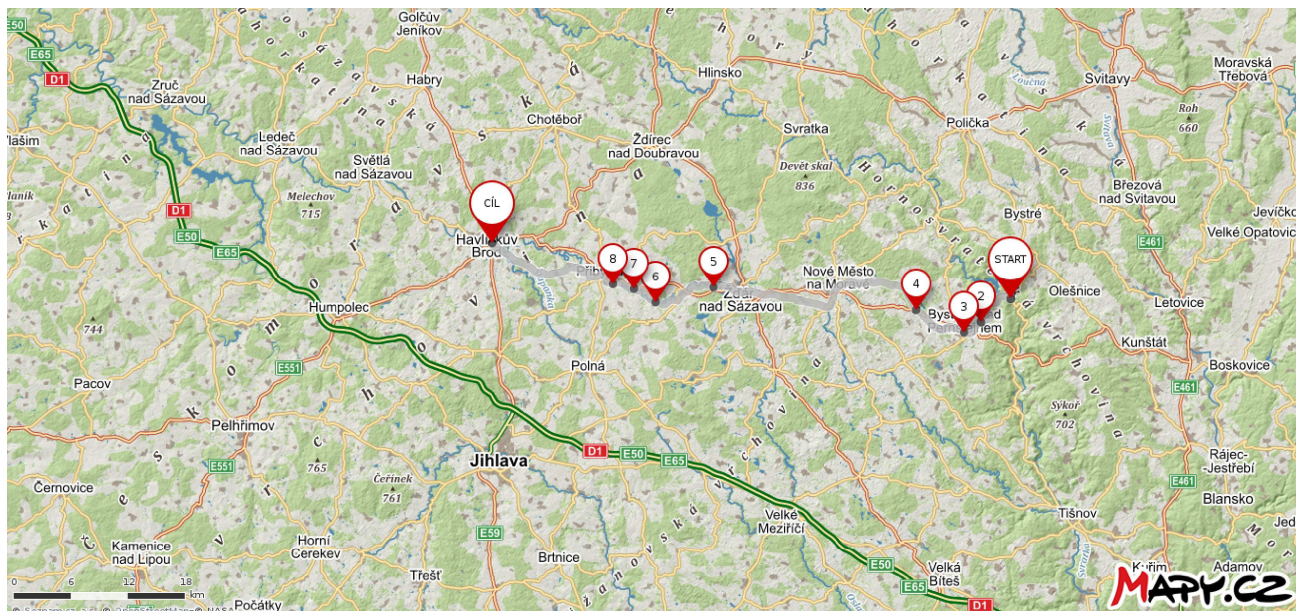 E50
E65
D1
Golčův
Jeníkov
Habry
Zruč
nad Sázavou
Hlinsko
Svitavy
Moravská
Třebová
Roh
660
Loučná
Svitava
Chotěboř
Ždírec
nad Doubravou
Svratka
Polička
Ledeč
nad Sázavou
Světlá
nad Sázavou
Melechov
715
Devět skal
836
Březová
nad Svitavou
Jevíčko
Velké Opatovic
Bystré
D1
E50
E65
E461
CÍL
Havlíčkův
Brod
START
8
7
6
5
4
3
2
Nové Město
na Moravě
nad Sázavou
Olešnice
Letovice
Kunštát
Boskovice
Humpolec
744
E551
Pacov
Polná
E461
Sýkoř
702
Pelhřimov
765
E551
Čeřínek
761
Jihlava
D1
E50
E65
Rájec-
Jestřebí
E461
Blansko
Černovice
Velké
Meziříčí
Tišnov
E59
Kamenice
nad Lipou
Horní
Cerekev
Brtnice
Třešť
E50
E65
D1
Velká
Bíteš
Svratka
Kuřim
Adamov
Počátky
0
6
12
18
km
MAPY.CZ